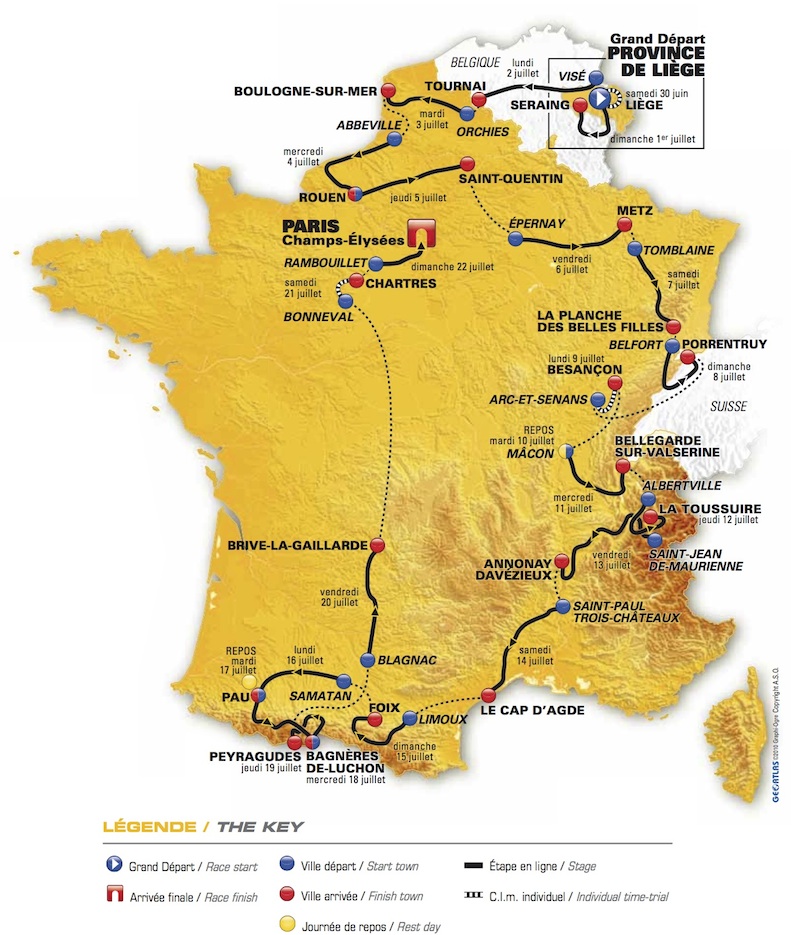 Grand Départ
PROVINCE
DE LIÈGE
BELGIQUE
lundi
2 juillet
VISÉ
BOULOGNE-SUR-MER
TOURNAI
samedi 30 juin
SERAING
LIÈGE
mardi
3 juillet
ABBEVILLE
ORCHIES
dimanche 1er juillet
mercredi
4 juillet
SAINT-QUENTIN
ROUEN
jeudi 5 juillet
METZ
PARIS
Champs-Élysées
ÉPERNAY
TOMBLAINE
RAMBOUILLET
dimanche 22 juillet
vendredi
6 juillet
samedi
7 juillet
samedi
21 juillet
CHARTRES
BONNEVAL
LA PLANCHE
DES BELLES FILLES
BELFORT
PORRENTRUY
lundi 9 juillet
BESANÇON
dimanche
8 juillet
ARC-ET-SENANS
SUISSE
REPOS
mardi 10 juillet
MÂCON
BELLEGARDE
SUR-VALSERINE
ALBERTVILLE
mercredi
11 juillet
LA TOUSSUIRE
jeudi 12 juillet
BRIVE-LA-GAILLARDE
vendredi
13 juillet
SAINT-JEAN
DE-MAURIENNE
ANNONAY
DAVÉZIEUX
vendredi
20 juillet
SAINT-PAUL
TROIS-CHÂTEAUX
samedi
14 juillet
REPOS
mardi
17 juillet
lundi
16 juillet
BLAGNAC
PAU
SAMATAN
FOIX
LIMOUX
LE CAP D'AGDE
dimanche
15 juillet
PEYRAGUDES
jeudi 19 juillet
BAGNÈRES
DE-LUCHON
mercredi 18 juillet
GEOATLAS ©2010 Graphi-Ogre Copyright A.S.O.
LÉGENDE / THE KEY
Grand Départ / Race start
Ville départ / Start town
Étape en ligne / Stage
Arrivée finale / Race finish
Ville arrivée / Finish town
C.l.m. individuel / Individual time-trial
Journée de repos / Rest day